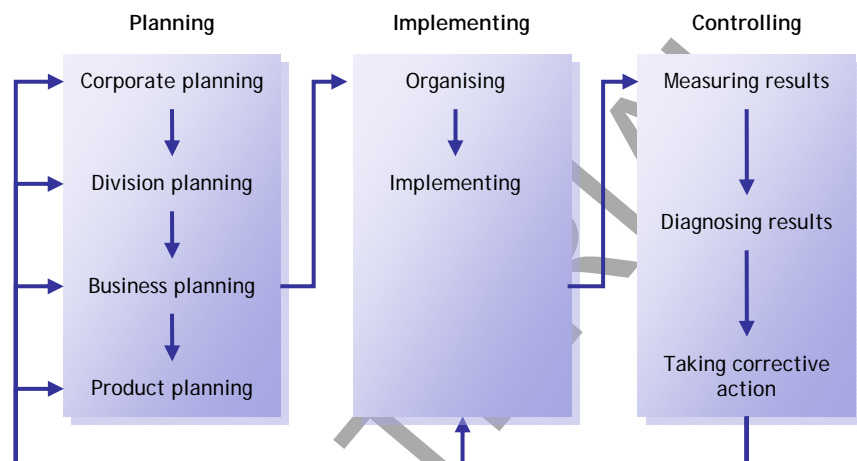 Planning
Implementing
Controlling
Corporate planning
Division planning
Business planning
Product planning
Organising
Implementing
Measuring results
Diagnosing results
Taking corrective
action